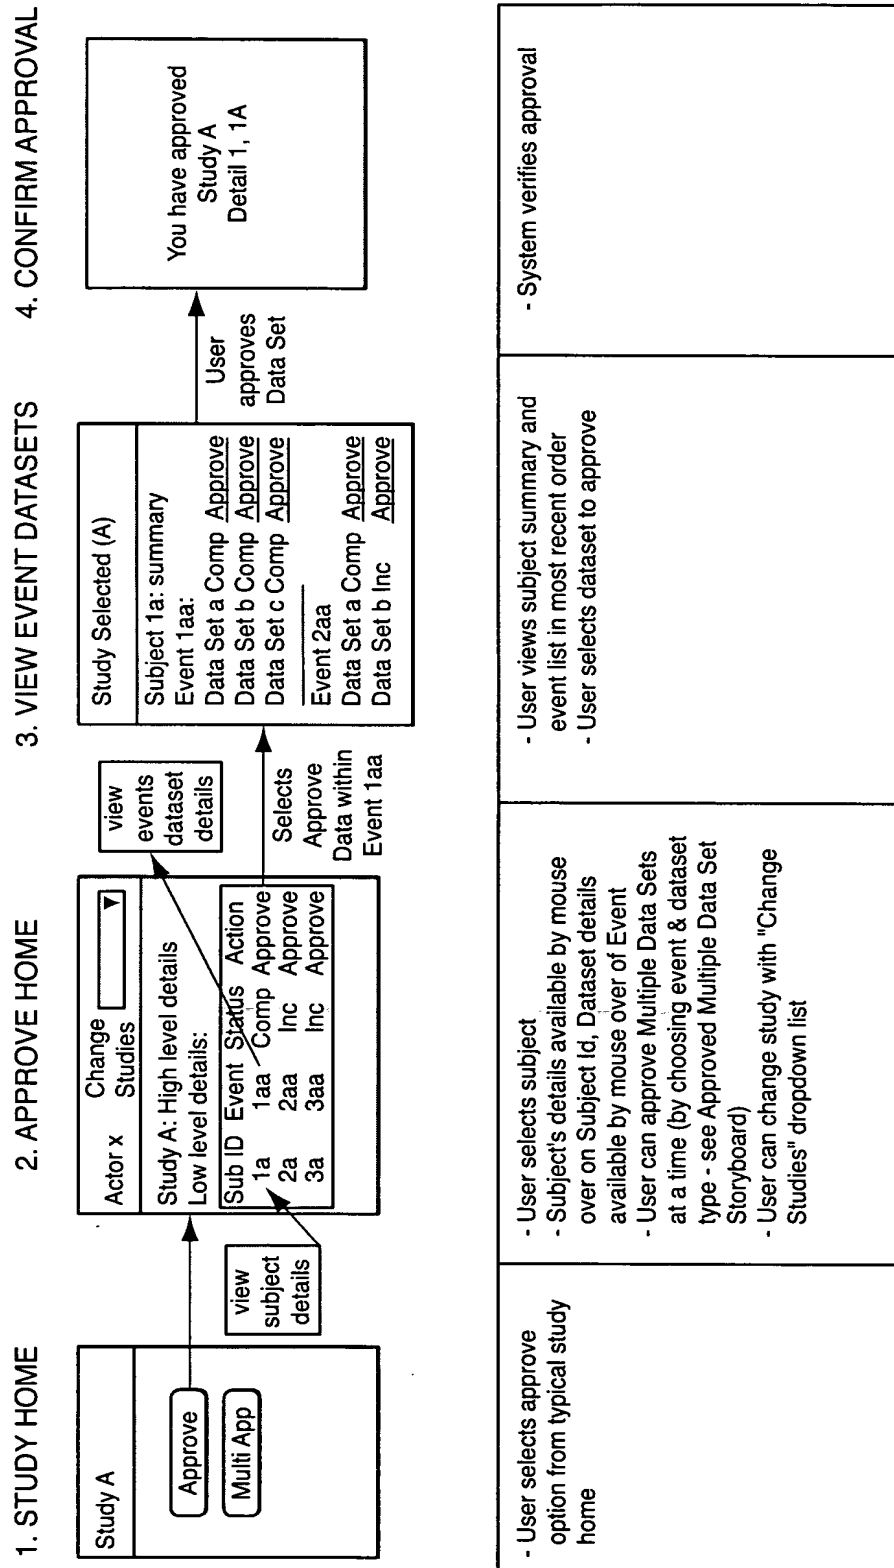 1. STUDY HOME
Study A
Approve
Multi App
2. APPROVE HOME
Actor x
Change
Studies
Study A: High level details
Low level details:
Sub ID Event Status Action
1a 1aa Comp Approve
2a 2aa Inc Approve
3a 3aa Inc Approve
view
subject
details
view
events
dataset
details
Selects
Approve
Data within
Event 1aa
3. VIEW EVENT DATASETS
Study Selected (A)
Subject 1a: summary
Event 1aa:
Data Set a Comp Approve
Data Set b Comp Approve
Data Set c Comp Approve
Event 2aa
Data Set a Comp Approve
Data Set b Inc Approve
User
approves
Data Set
4. CONFIRM APPROVAL
You have approved
Study A
Detail 1, 1A
- User selects approve
option from typical study
home
- User selects subject
- Subject's details available by mouse
over on Subject Id, Dataset details
available by mouse over of Event
- User can approve Multiple Data Sets
at a time (by choosing event & dataset
type - see Approved Multiple Data Set
Storyboard)
- User can change study with "Change
Studies" dropdown list
- User views subject summary and
event list in most recent order
- User selects dataset to approve
- System verifies approval